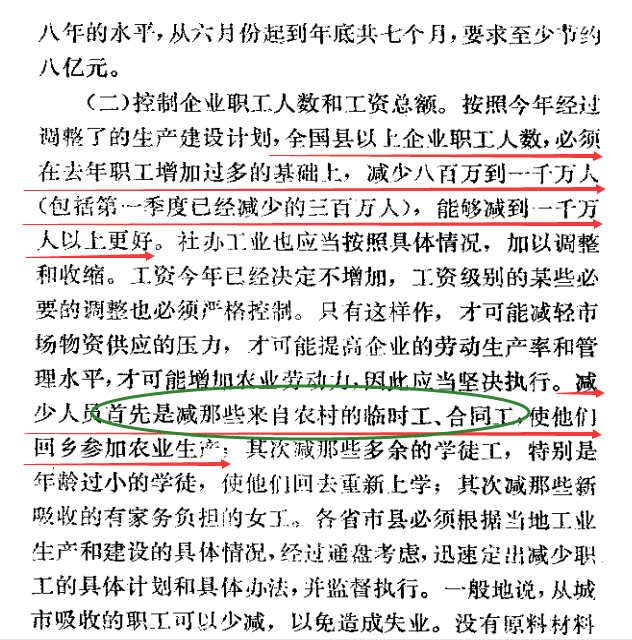 八年的水平，从六月份起到年底共七个月，要求至少节约
八亿元。
（二）控制企业职工人数和工资总额。按照今年经过
调整了的生产建设计划，全国县以上企业职工人数，必须
在去年职工增加过多的基础上，减少八百万到一千万人
（包括第一季度已经减少的三百万人），能够减到一千万
人以上更好。社办工业也应当按照具体情况，加以调整
和收缩。工资今年已经决定不增加，工资级别的某些必
要的调整也必须严格控制。只有这样作，才可能减轻市
场物资供应的压力，才可能提高企业的劳动生产率和管
理水平，才可能增加农业劳动力，因此应当坚决执行。减
少人员首先是减那些来自农村的临时工、合同工，使他们
回乡参加农业生产；其次减那些多余的学徒工，特别是
年龄过小的学徒，使他们回去重新上学；其次减那些新
吸收的有家务负担的女工。各省市县必须根据当地工业
生产和建设的具体情况，经过通盘考虑，迅速定出减少职
工的具体计划和具体办法，并监督执行。一般地说，从城
市吸收的职工可以少减，以免造成失业。没有原料材料